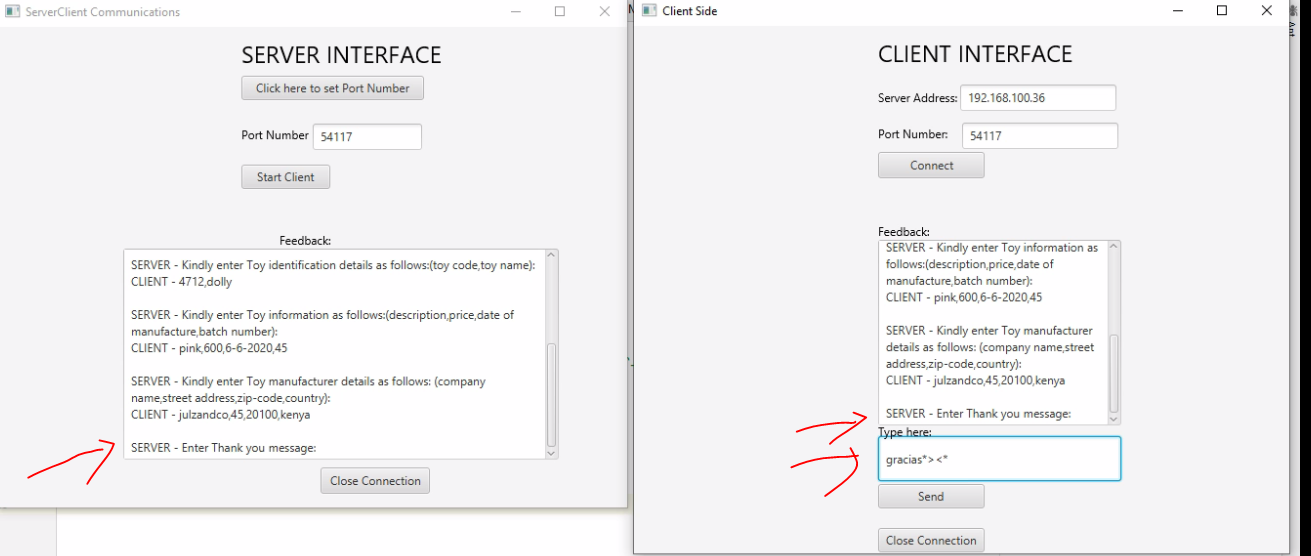 ServerClient Communications
SERVER INTERFACE
Click here to set Port Number
Port Number 54117
Start Client
Feedback:
SERVER - Kindly enter Toy identification details as follows:(toy code,toy name):
CLIENT - 4712,dolly
SERVER - Kindly enter Toy information as follows:(description,price,date of
manufacture,batch number):
CLIENT - pink,600,6-6-2020,45
SERVER - Kindly enter Toy manufacturer details as follows: (company
name,street address,zip-code,country):
CLIENT - julzandco,45,20100,kenya
SERVER - Enter Thank you message:
Close Connection
Client Side
CLIENT INTERFACE
Server Address: 192.168.100.36
Port Number: 54117
Connect
Feedback:
SERVER - Kindly enter Toy information as
follows:(description,price,date of
manufacture,batch number):
CLIENT - pink,600,6-6-2020,45
SERVER - Kindly enter Toy manufacturer
details as follows: (company name,street
address,zip-code,country):
CLIENT - julzandco,45,20100,kenya
SERVER - Enter Thank you message:
Type here:
gracias*><*
Send
Close Connection
Ant